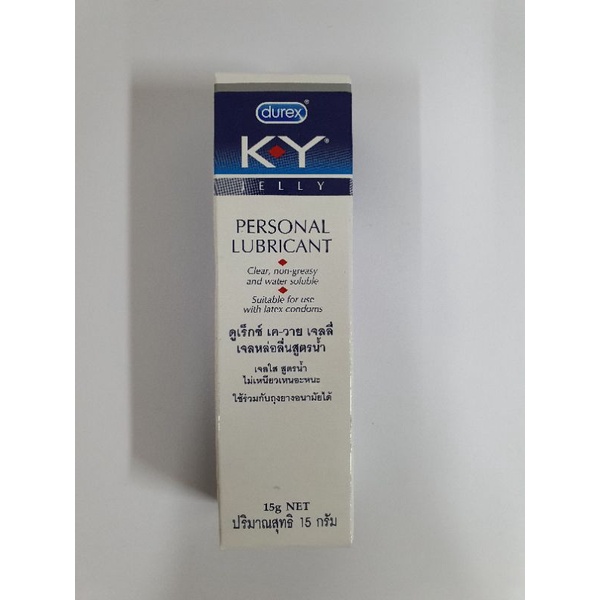 durex®
K·Y®
JELLY
PERSONAL
LUBRICANT
Clear, non-greasy
and water soluble
Suitable for use
with latex condoms
ดูเร็กซ์ เค-วาย เจลลี่
เจลหล่อลื่นสูตรน้ำ
เจลใส สูตรน้ำ
ไม่เหนียวเหนอะหนะ
ใช้ร่วมกับถุงยางอนามัยได้
15g NET
ปริมาณสุทธิ 15 กรัม